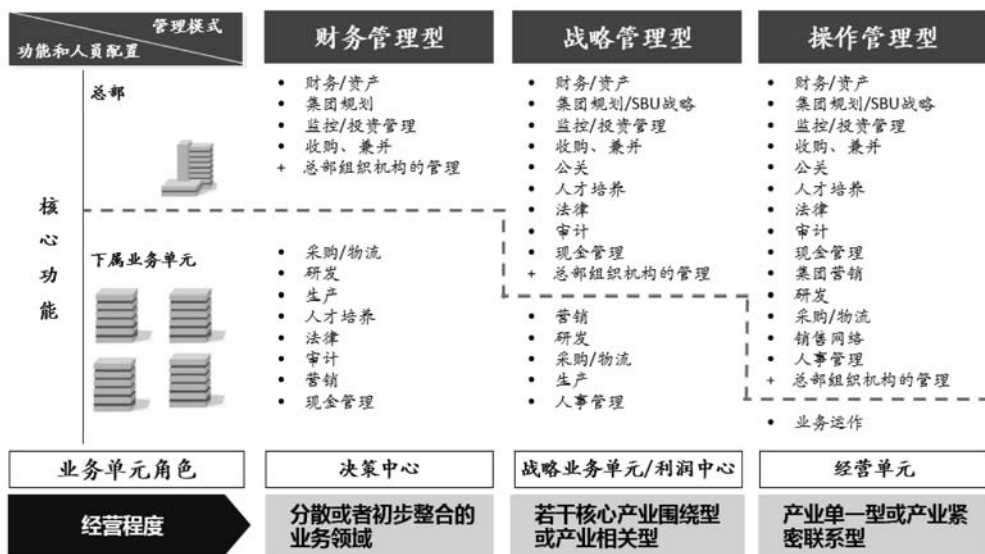 管理模式
功能和人员配置
财务管理型
战略管理型
操作管理型
核心功能
总部
• 财务/资产
• 集团规划
• 监控/投资管理
• 收购、兼并
+ 总部组织机构的管理
• 财务/资产
• 集团规划/SBU战略
• 监控/投资管理
• 收购、兼并
• 公关
• 人才培养
• 法律
• 审计
• 现金管理
+ 总部组织机构的管理
• 财务/资产
• 集团规划/SBU战略
• 监控/投资管理
• 收购、兼并
• 公关
• 人才培养
• 法律
• 审计
• 现金管理
• 集团营销
• 研发
• 采购/物流
• 销售网络
• 人事管理
+ 总部组织机构的管理
下属业务单元
• 采购/物流
• 研发
• 生产
• 人才培养
• 法律
• 审计
• 营销
• 现金管理
• 营销
• 研发
• 采购/物流
• 生产
• 人事管理
• 业务运作
业务单元角色
决策中心
战略业务单元/利润中心
经营单元
经营程度
分散或者初步整合的
业务领域
若干核心产业围绕型
或产业相关型
产业单一型或产业紧
密联系型